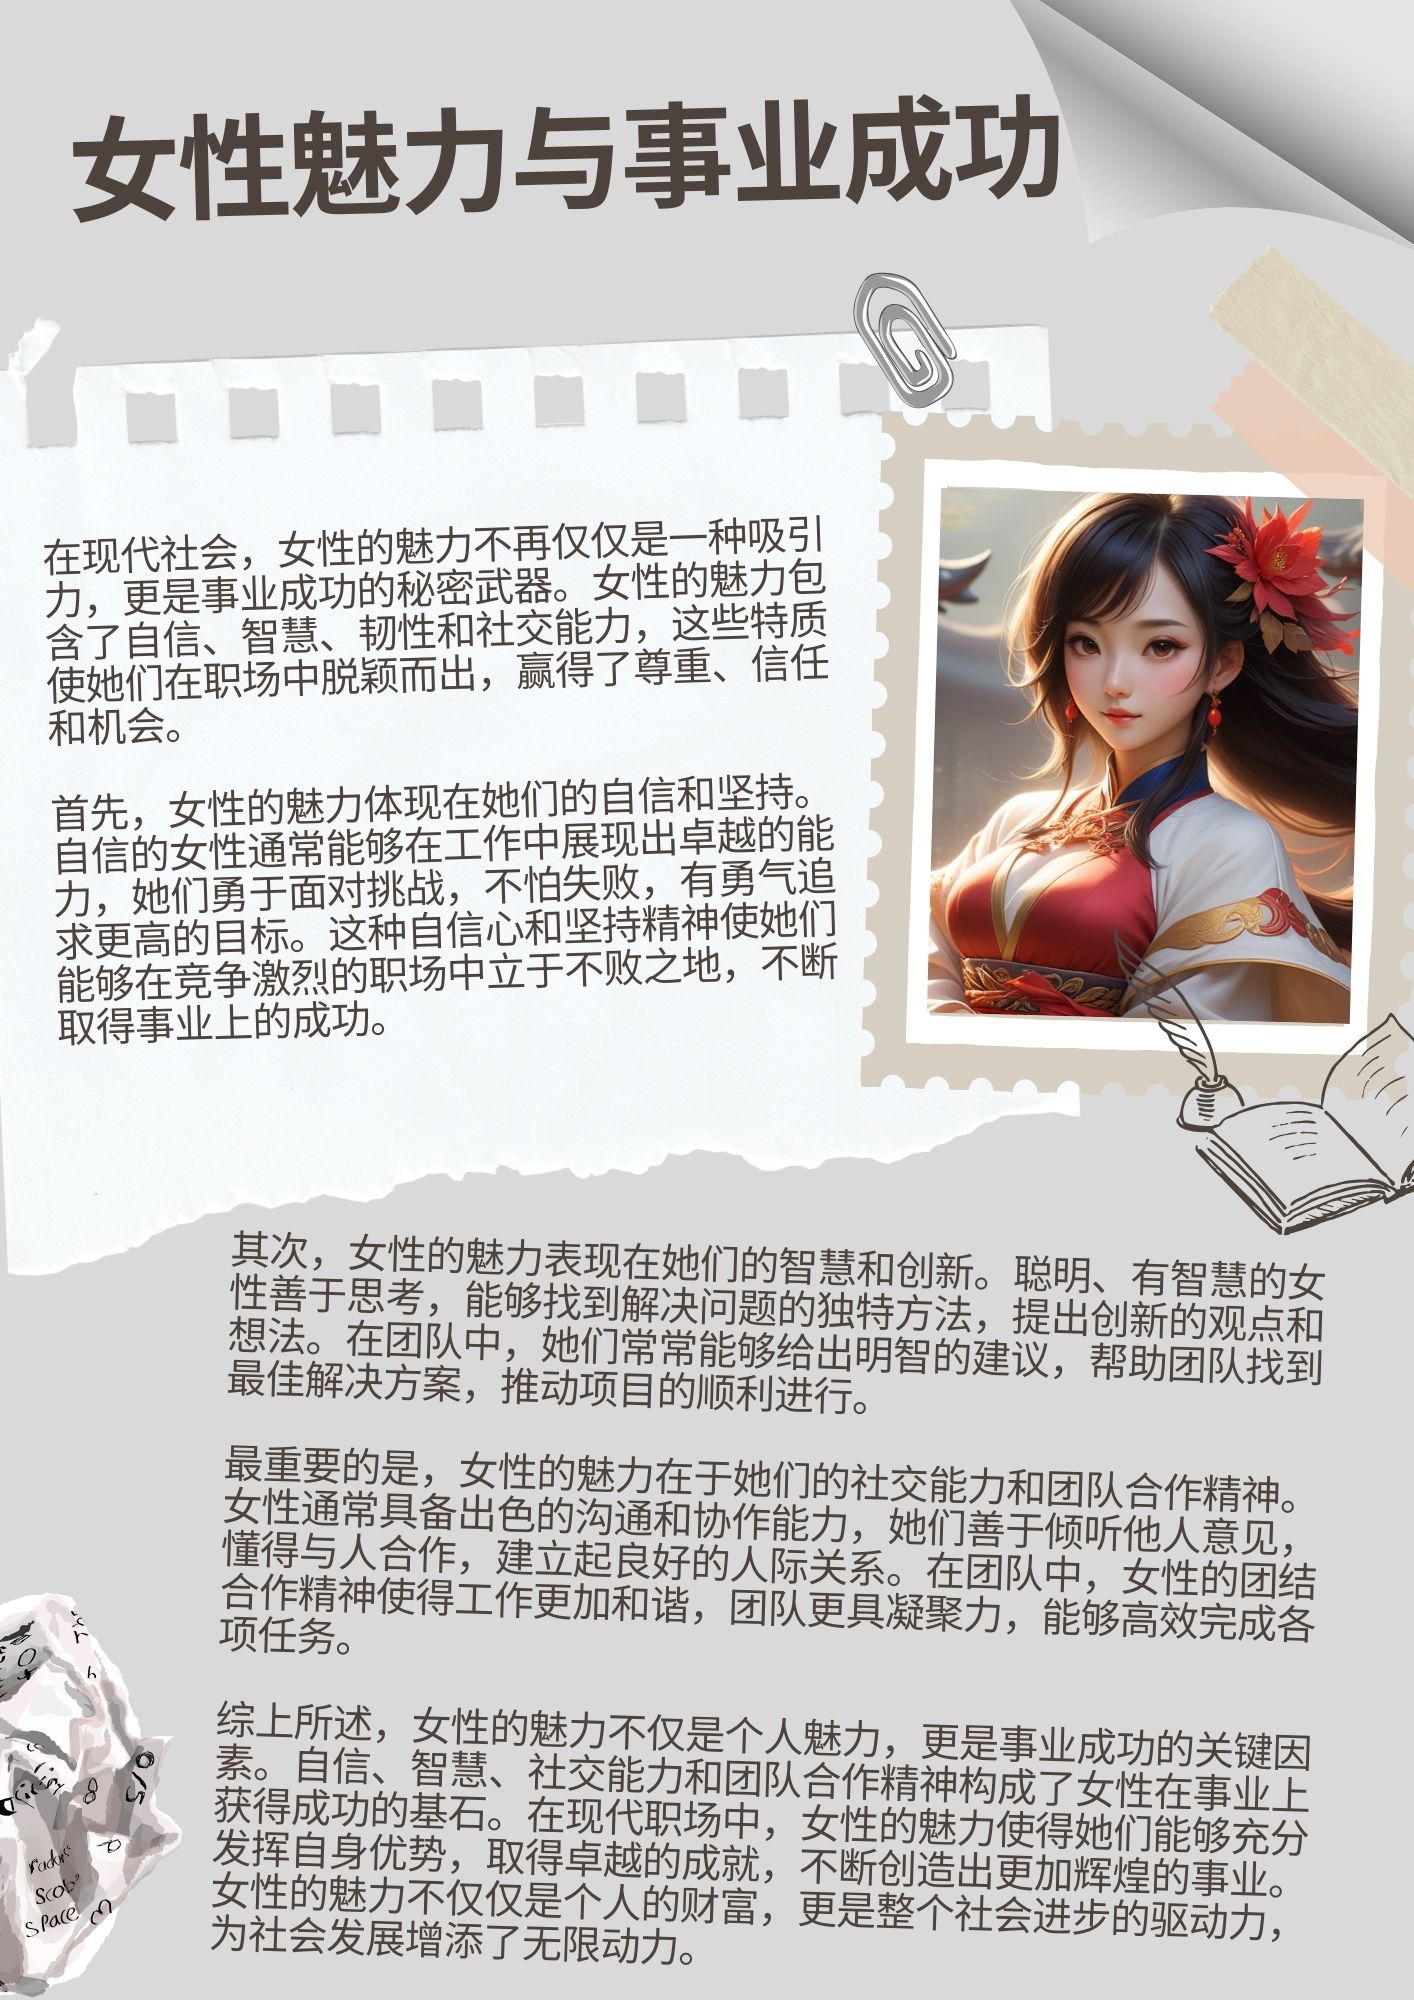 女性魅力与事业成功
在现代社会，女性的魅力不再仅仅是一种吸引
力，更是事业成功的秘密武器。女性的魅力包
含了自信、智慧、韧性和社交能力，这些特质
使她们在职场中脱颖而出，赢得了尊重、信任
和机会。
首先，女性的魅力体现在她们的自信和坚持。
自信的女性通常能够在工作中展现出卓越的能
力，她们勇于面对挑战，不怕失败，有勇气追
求更高的目标。这种自信心和坚持精神使她们
能够在竞争激烈的职场中立于不败之地，不断
取得事业上的成功。
其次，女性的魅力表现在她们的智慧和创新。聪明、有智慧的女
性善于思考，能够找到解决问题的独特方法，提出创新的观点和
想法。在团队中，她们常常能够给出明智的建议，帮助团队找到
最佳解决方案，推动项目的顺利进行。
最重要的是，女性的魅力在于她们的社交能力和团队合作精神。
女性通常具备出色的沟通和协作能力，她们善于倾听他人意见，
懂得与人合作，建立起良好的人际关系。在团队中，女性的团结
合作精神使得工作更加和谐，团队更具凝聚力，能够高效完成各
项任务。
综上所述，女性的魅力不仅是个人魅力，更是事业成功的关键因
素。自信、智慧、社交能力和团队合作精神构成了女性在事业上
获得成功的基石。在现代职场中，女性的魅力使得她们能够充分
发挥自身优势，取得卓越的成就，不断创造出更加辉煌的事业。
女性的魅力不仅仅是个人的财富，更是整个社会进步的驱动力，
为社会发展增添了无限动力。
space